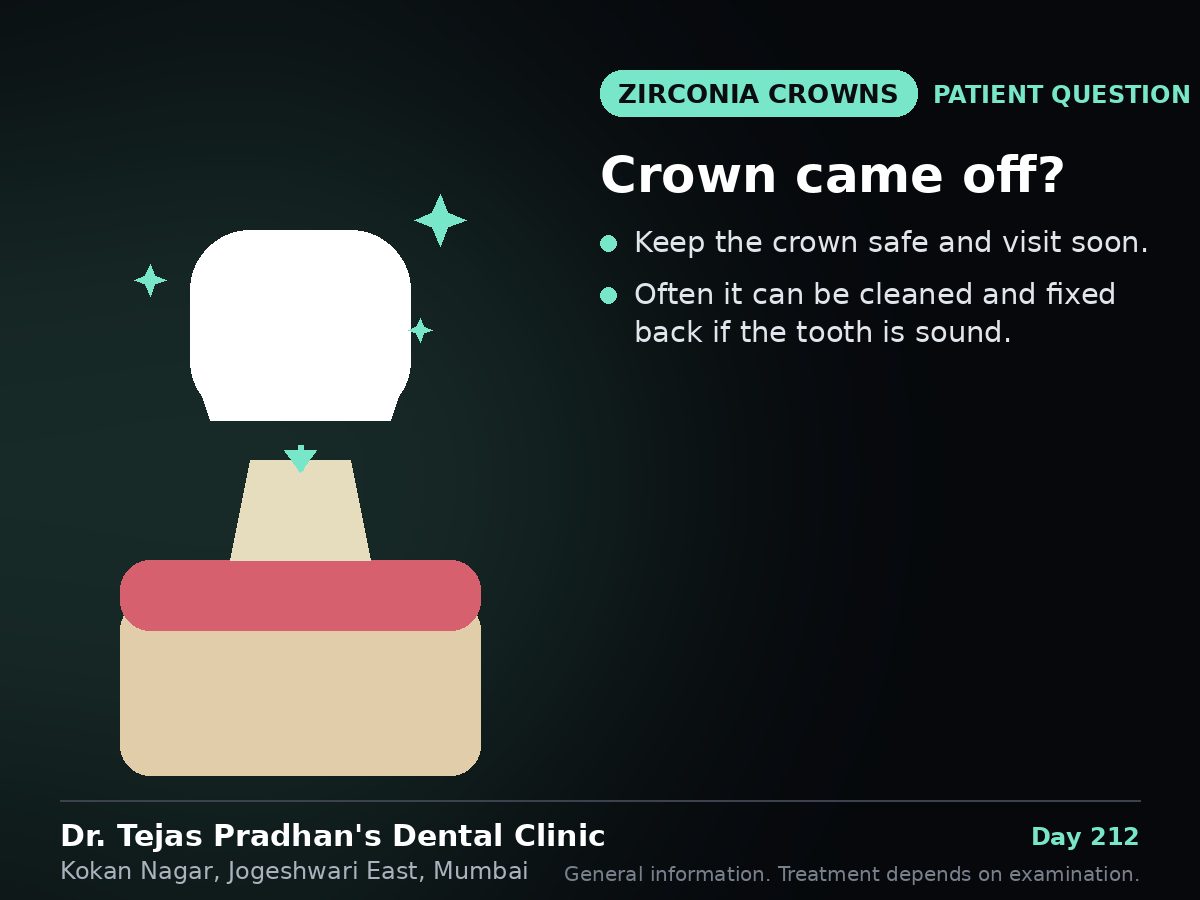 ZIRCONIA CROWNS PATIENT QUESTION
Crown came off?
Keep the crown safe and visit soon.
Often it can be cleaned and fixed
back if the tooth is sound.
Dr. Tejas Pradhan's Dental Clinic
Day 212
Kokan Nagar, Jogeshwari East, Mumbai
General information. Treatment depends on examination.